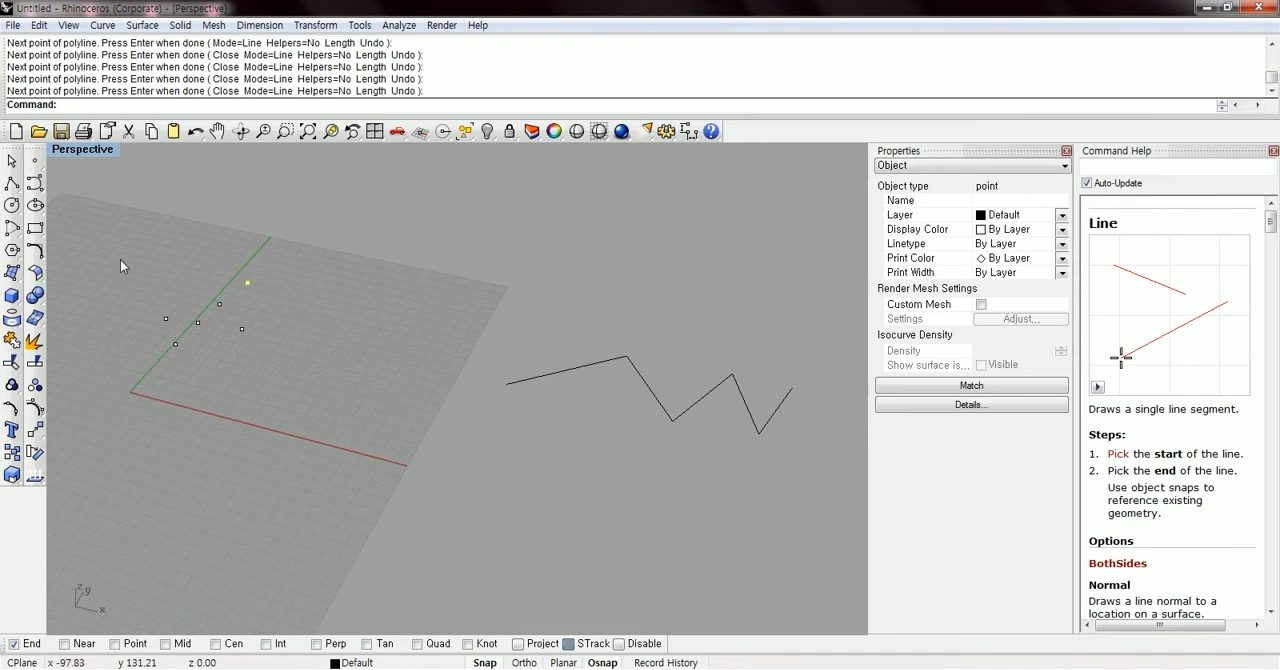 Untitled - Rhinoceros (Corporate) - [Perspective]
File Edit View Curve Surface Solid Mesh Dimension Transform Tools Analyze Render Help
Next point of polyline. Press Enter when done ( Mode=Line Helpers=No Length Undo ):
Next point of polyline. Press Enter when done ( Close Mode=Line Helpers=No Length Undo ):
Next point of polyline. Press Enter when done ( Close Mode=Line Helpers=No Length Undo ):
Next point of polyline. Press Enter when done ( Close Mode=Line Helpers=No Length Undo ):
Next point of polyline. Press Enter when done ( Close Mode=Line Helpers=No Length Undo ):
Command:
Perspective
z y
x
Properties
Object
Object type point
Name
Layer Default
Display Color By Layer
Linetype By Layer
Print Color By Layer
Print Width By Layer
Render Mesh Settings
Custom Mesh
Settings Adjust...
Isocurve Density
Density
Show surface is... Visible
Match
Details...
Command Help
Auto-Update
Line
Draws a single line segment.
Steps:
1. Pick the start of the line.
2. Pick the end of the line.
Use object snaps to
reference existing
geometry.
Options
BothSides
Normal
Draws a line normal to a
location on a surface.
End Near Point Mid Cen Int Perp Tan Quad Knot Project STrack Disable
CPlane x -97.83 y 131.21 z 0.00 Default Snap Ortho Planar Osnap Record History